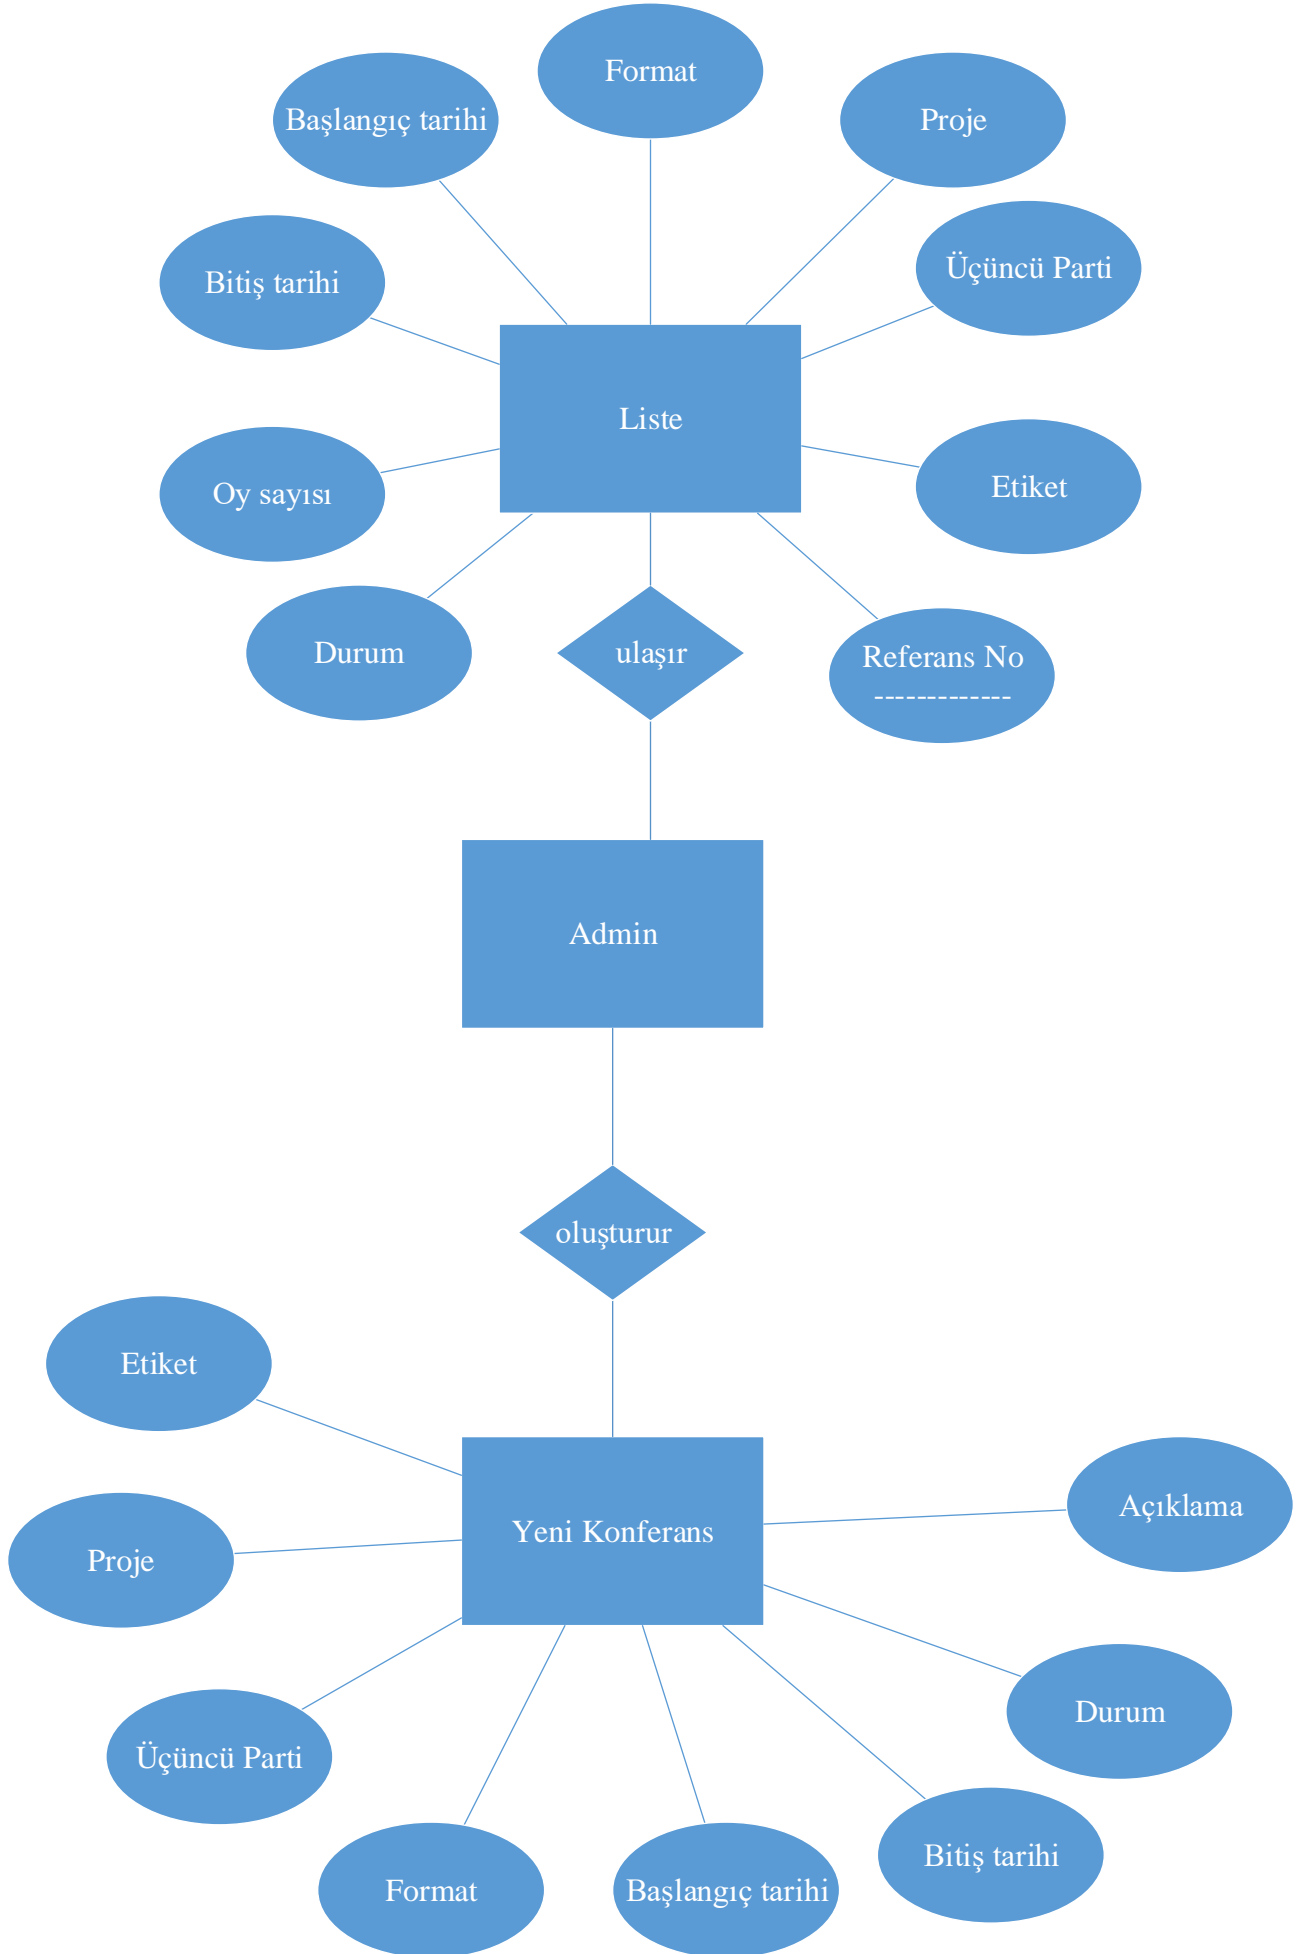 Format
Başlangıç tarihi
Proje
Üçüncü Parti
Bitiş tarihi
Liste
Etiket
Oy sayısı
Durum
ulaşır
Referans No
-------------
Admin
oluşturur
Etiket
Açıklama
Yeni Konferans
Proje
Durum
Üçüncü Parti
Bitiş tarihi
Format
Başlangıç tarihi